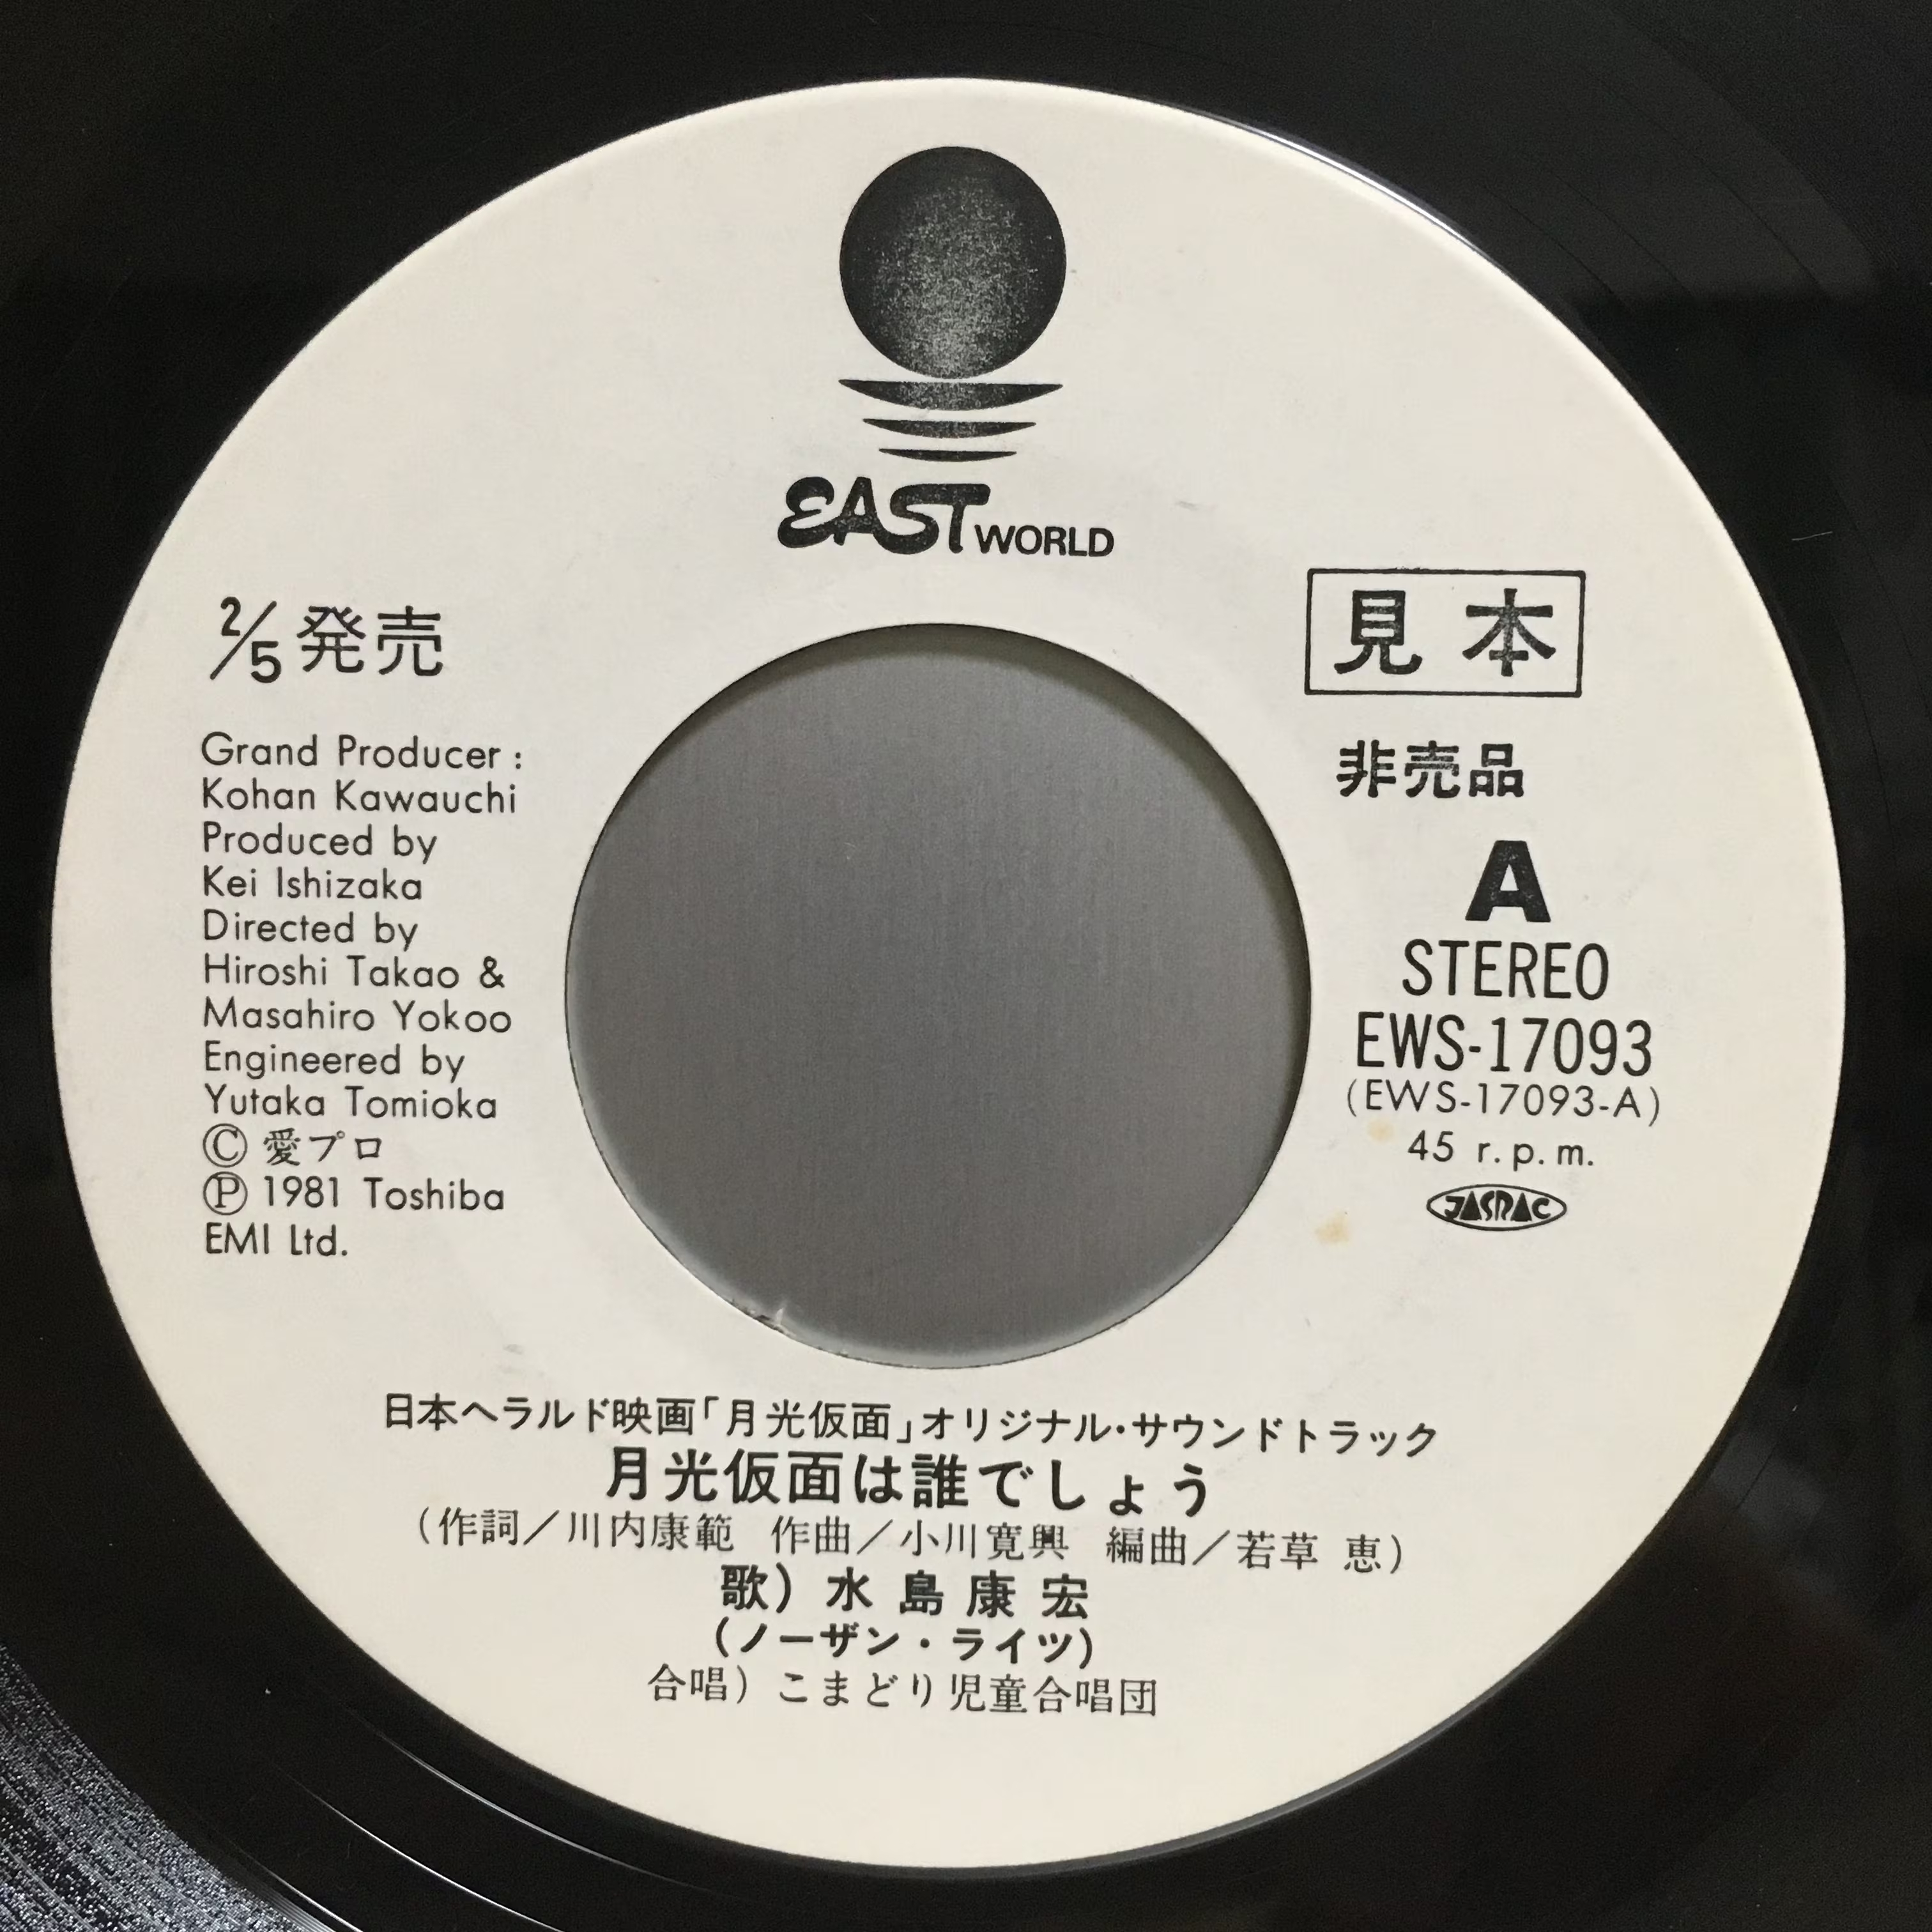 EAST WORLD
2/5 発売
Grand Producer :
Kohan Kawauchi
Produced by
Kei Ishizaka
Directed by
Hiroshi Takao &
Masahiro Yokoo
Engineered by
Yutaka Tomioka
Ⓒ 愛プロ
Ⓟ 1981 Toshiba
EMI Ltd.
見本
非売品
A
STEREO
EWS-17093
(EWS-17093-A)
45 r.p.m.
JASRAC
日本ヘラルド映画「月光仮面」オリジナル・サウンドトラック
月光仮面は誰でしょう
(作詞/川内康範 作曲/小川寛興 編曲/若草 恵)
歌) 水島康宏
(ノーザン・ライツ)
合唱) こまどり児童合唱団